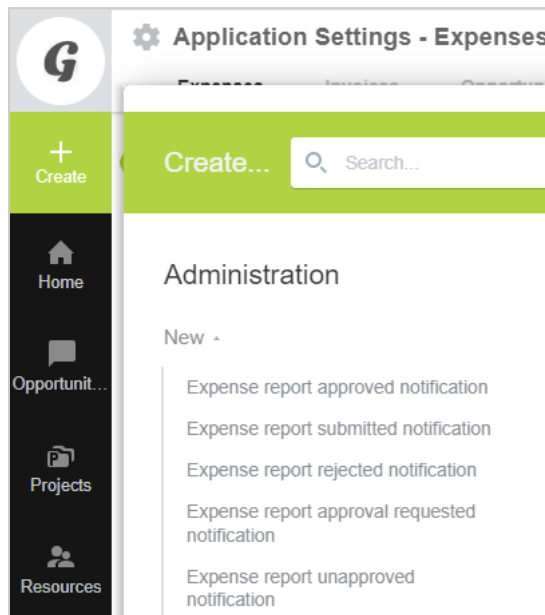 G
Application Settings - Expenses
Expenses Invoices
Create
Create... Search...
Home
Administration
New
Opportunit...
Expense report approved notification
Expense report submitted notification
Projects
Expense report rejected notification
Expense report approval requested
notification
Resources
Expense report unapproved
notification